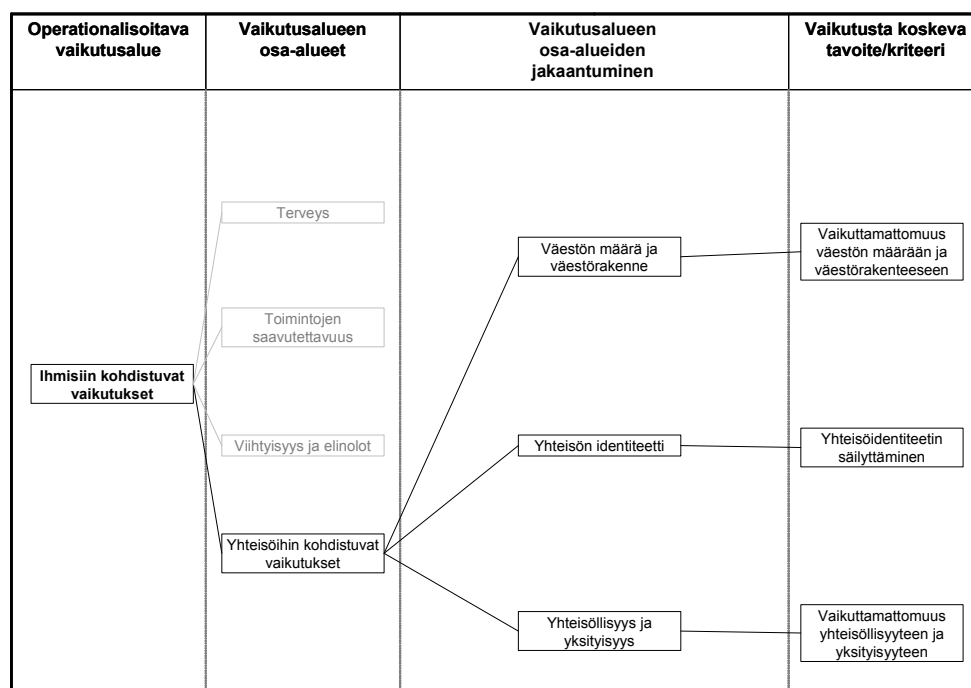 Operationalisoitava
vaikutusalue
Vaikutusalueen
osa-alueet
Vaikutusalueen
osa-alueiden
jakaantuminen
Vaikutusta koskeva
tavoite/kriteeri
Terveys
Toimintojen
saavutettavuus
Ihmisiin kohdistuvat
vaikutukset
Viihtyisyys ja elinolot
Yhteisöihin kohdistuvat
vaikutukset
Väestön määrä ja
väestörakenne
Yhteisön identiteetti
Yhteisöllisyys ja
yksityisyys
Vaikuttamattomuus
väestön määrään ja
väestörakenteeseen
Yhteisöidentiteetin
säilyttäminen
Vaikuttamattomuus
yhteisöllisyyteen ja
yksityisyyteen